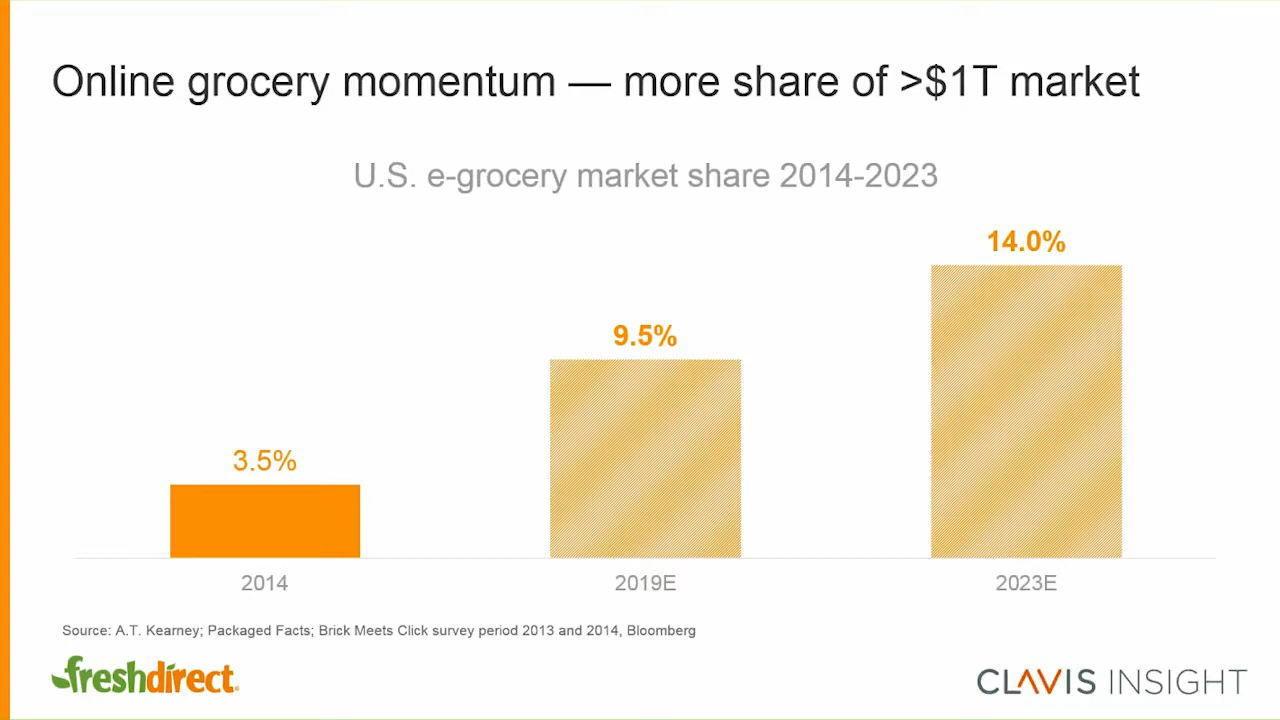 Online grocery momentum — more share of >$1T market
U.S. e-grocery market share 2014-2023
14.0%
9.5%
3.5%
2014
2019E
2023E
Source: A.T. Kearney; Packaged Facts; Brick Meets Click survey period 2013 and 2014, Bloomberg
freshdirect®
CLAVIS INSIGHT